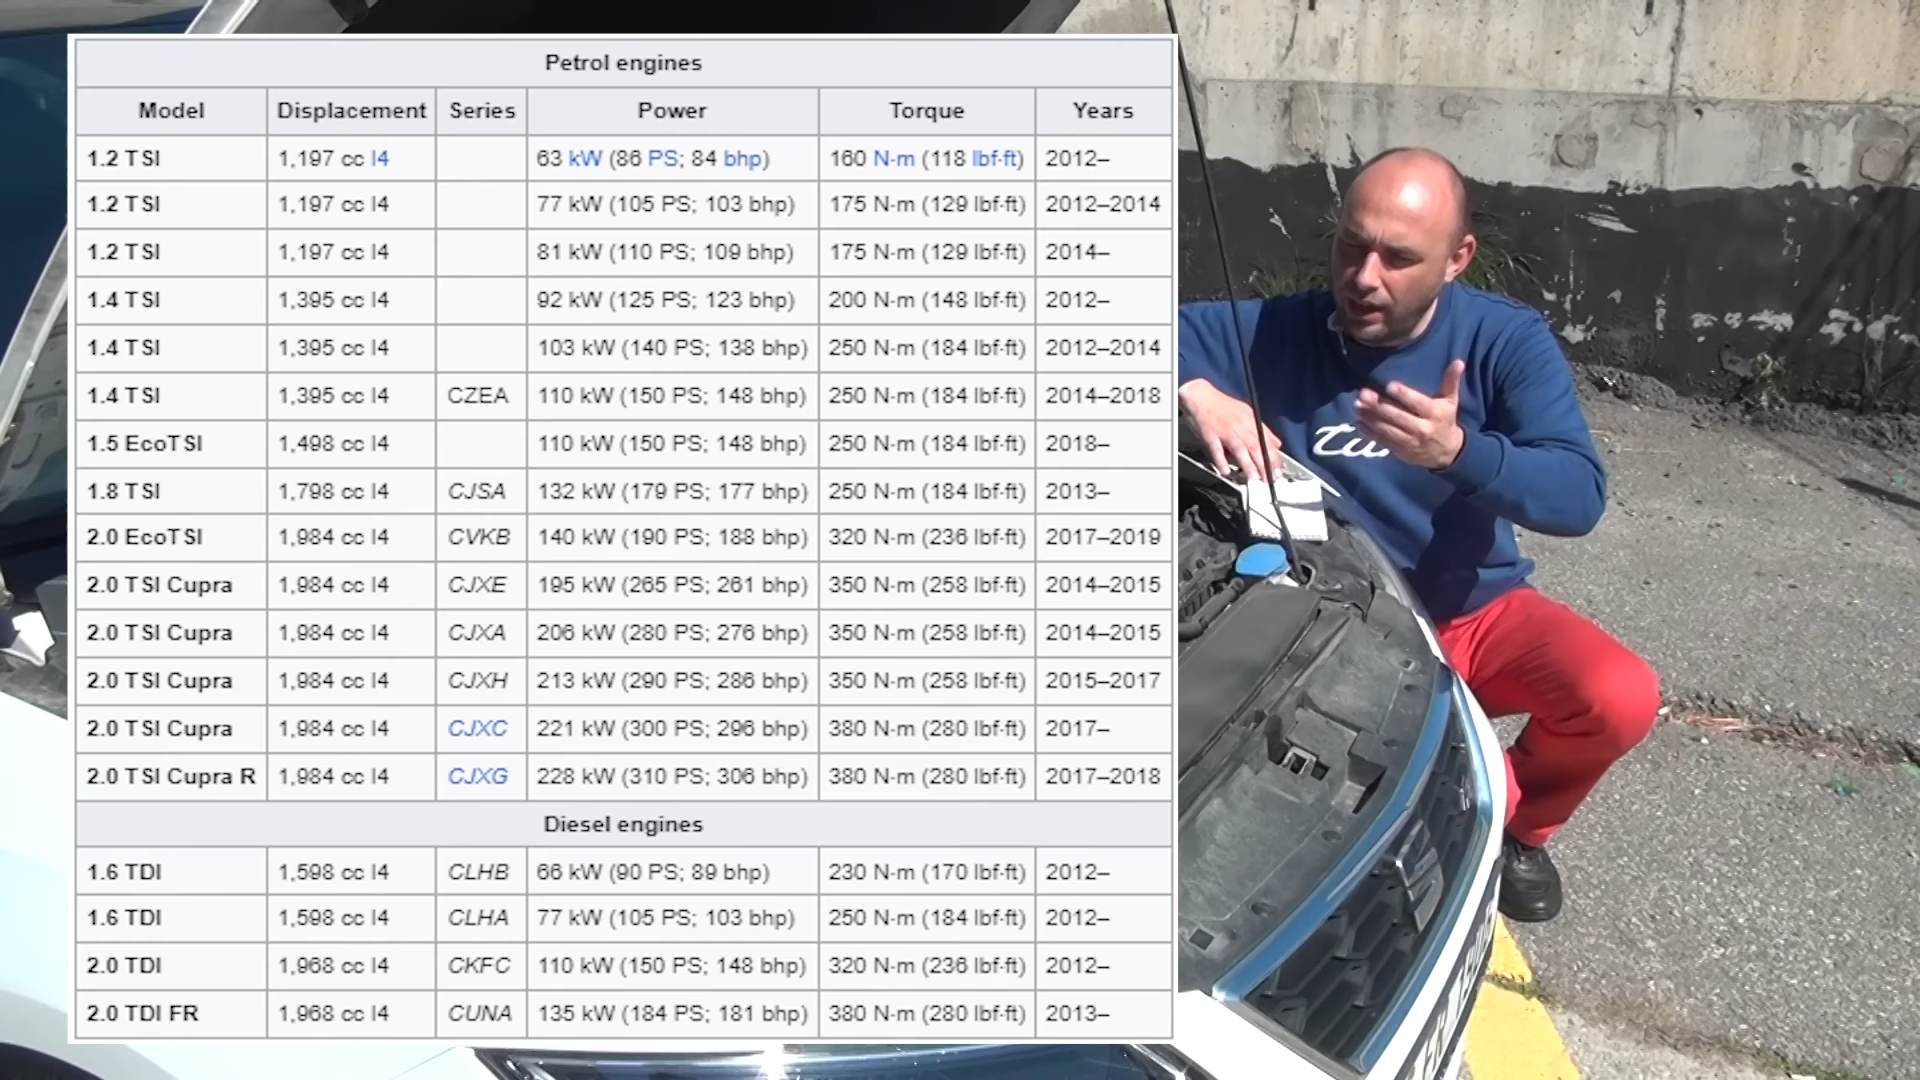 Petrol engines
Model Displacement Series Power Torque Years
1.2 TSI 1,197 cc I4 63 kW (86 PS; 84 bhp) 160 N·m (118 lbf·ft) 2012–
1.2 TSI 1,197 cc I4 77 kW (105 PS; 103 bhp) 175 N·m (129 lbf·ft) 2012–2014
1.2 TSI 1,197 cc I4 81 kW (110 PS; 109 bhp) 175 N·m (129 lbf·ft) 2014–
1.4 TSI 1,395 cc I4 92 kW (125 PS; 123 bhp) 200 N·m (148 lbf·ft) 2012–
1.4 TSI 1,395 cc I4 103 kW (140 PS; 138 bhp) 250 N·m (184 lbf·ft) 2012–2014
1.4 TSI 1,395 cc I4 CZEA 110 kW (150 PS; 148 bhp) 250 N·m (184 lbf·ft) 2014–2018
1.5 EcoTSI 1,498 cc I4 110 kW (150 PS; 148 bhp) 250 N·m (184 lbf·ft) 2018–
1.8 TSI 1,798 cc I4 CJSA 132 kW (179 PS; 177 bhp) 250 N·m (184 lbf·ft) 2013–
2.0 EcoTSI 1,984 cc I4 CVKB 140 kW (190 PS; 188 bhp) 320 N·m (236 lbf·ft) 2017–2019
2.0 TSI Cupra 1,984 cc I4 CJXE 195 kW (265 PS; 261 bhp) 350 N·m (258 lbf·ft) 2014–2015
2.0 TSI Cupra 1,984 cc I4 CJXA 206 kW (280 PS; 276 bhp) 350 N·m (258 lbf·ft) 2014–2015
2.0 TSI Cupra 1,984 cc I4 CJXH 213 kW (290 PS; 286 bhp) 350 N·m (258 lbf·ft) 2015–2017
2.0 TSI Cupra 1,984 cc I4 CJXC 221 kW (300 PS; 296 bhp) 380 N·m (280 lbf·ft) 2017–
2.0 TSI Cupra R 1,984 cc I4 CJXG 228 kW (310 PS; 306 bhp) 380 N·m (280 lbf·ft) 2017–2018
Diesel engines
1.6 TDI 1,598 cc I4 CLHB 66 kW (90 PS; 89 bhp) 230 N·m (170 lbf·ft) 2012–
1.6 TDI 1,598 cc I4 CLHA 77 kW (105 PS; 103 bhp) 250 N·m (184 lbf·ft) 2012–
2.0 TDI 1,968 cc I4 CKFC 110 kW (150 PS; 148 bhp) 320 N·m (236 lbf·ft) 2012–
2.0 TDI FR 1,968 cc I4 CUNA 135 kW (184 PS; 181 bhp) 380 N·m (280 lbf·ft) 2013–